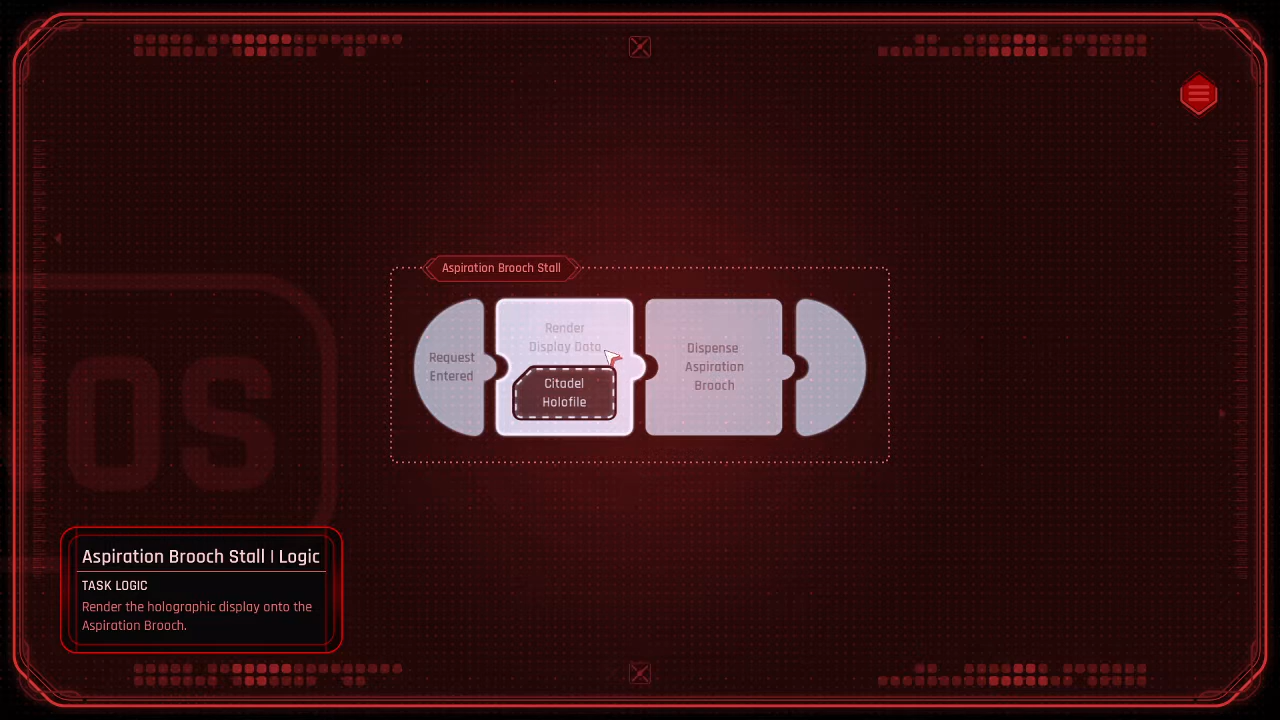 Aspiration Brooch Stall
Request
Entered
Render
Display Data
Citadel
Holofile
Dispense
Aspiration
Brooch
OS
Aspiration Brooch Stall | Logic
TASK LOGIC
Render the holographic display onto the
Aspiration Brooch.